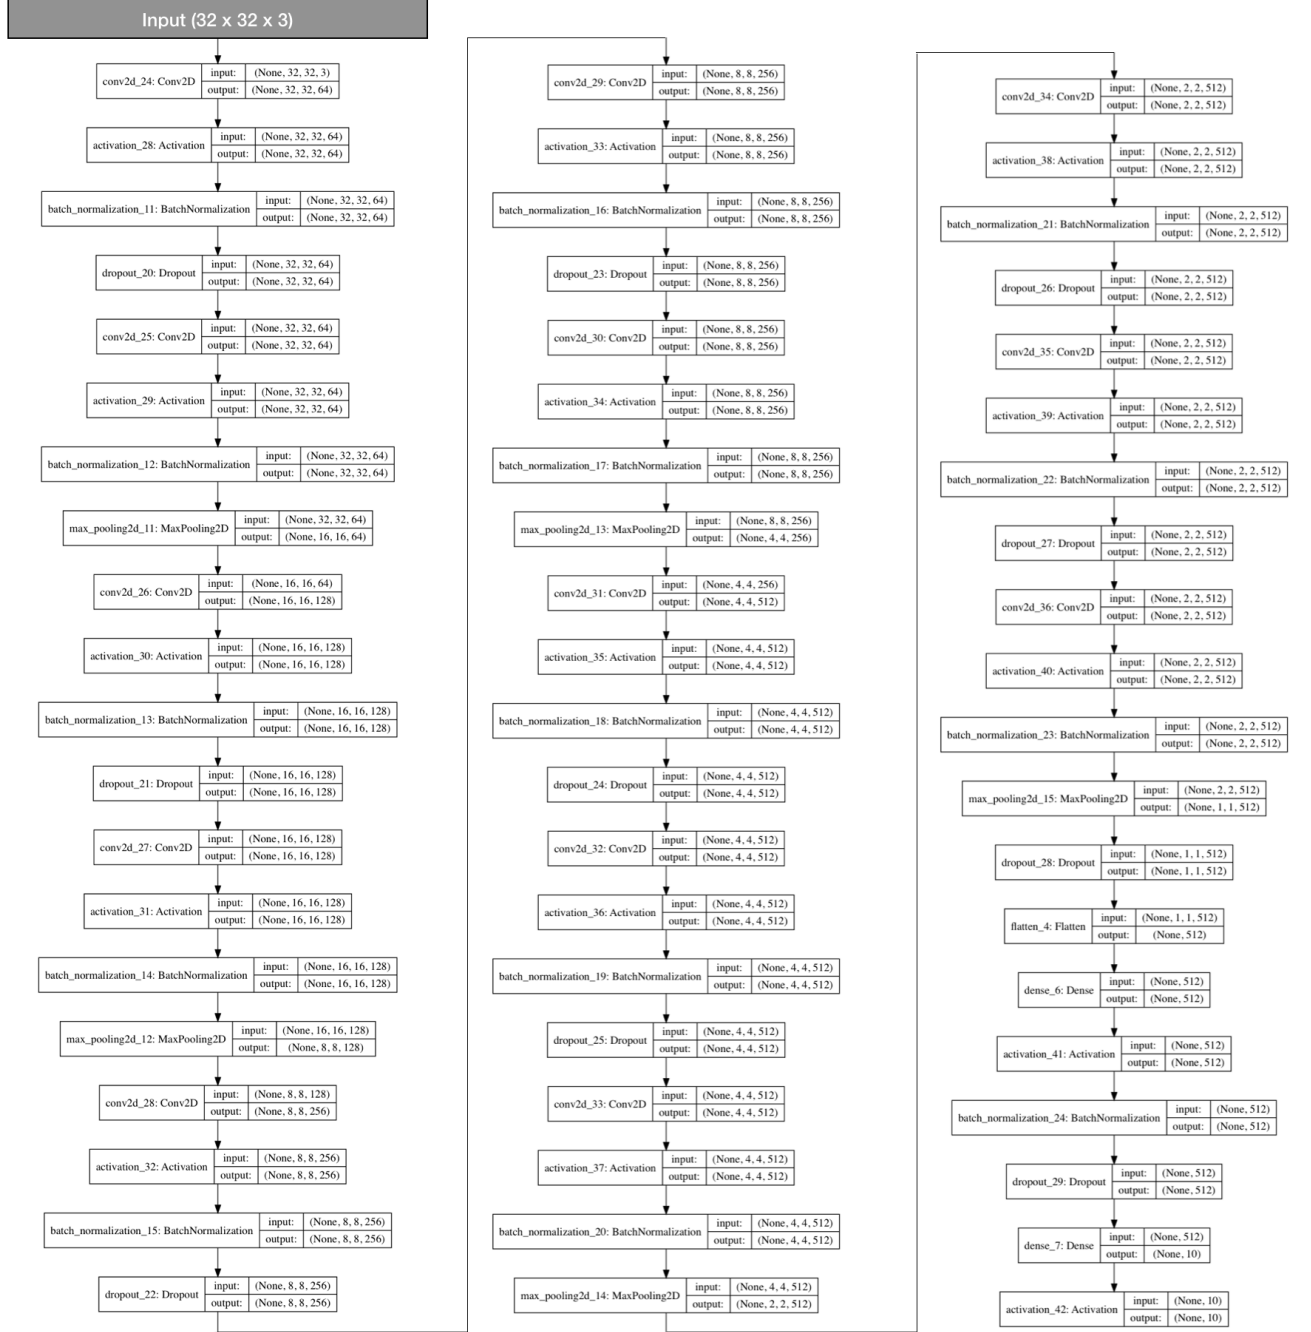 Input (32 x 32 x 3)
conv2d_24: Conv2D input: (None, 32, 32, 3)
output: (None, 32, 32, 64)
activation_28: Activation input: (None, 32, 32, 64)
output: (None, 32, 32, 64)
batch_normalization_11: BatchNormalization input: (None, 32, 32, 64)
output: (None, 32, 32, 64)
dropout_20: Dropout input: (None, 32, 32, 64)
output: (None, 32, 32, 64)
conv2d_25: Conv2D input: (None, 32, 32, 64)
output: (None, 32, 32, 64)
activation_29: Activation input: (None, 32, 32, 64)
output: (None, 32, 32, 64)
batch_normalization_12: BatchNormalization input: (None, 32, 32, 64)
output: (None, 32, 32, 64)
max_pooling2d_11: MaxPooling2D input: (None, 32, 32, 64)
output: (None, 16, 16, 64)
conv2d_26: Conv2D input: (None, 16, 16, 64)
output: (None, 16, 16, 128)
activation_30: Activation input: (None, 16, 16, 128)
output: (None, 16, 16, 128)
batch_normalization_13: BatchNormalization input: (None, 16, 16, 128)
output: (None, 16, 16, 128)
dropout_21: Dropout input: (None, 16, 16, 128)
output: (None, 16, 16, 128)
conv2d_27: Conv2D input: (None, 16, 16, 128)
output: (None, 16, 16, 128)
activation_31: Activation input: (None, 16, 16, 128)
output: (None, 16, 16, 128)
batch_normalization_14: BatchNormalization input: (None, 16, 16, 128)
output: (None, 16, 16, 128)
max_pooling2d_12: MaxPooling2D input: (None, 16, 16, 128)
output: (None, 8, 8, 128)
conv2d_28: Conv2D input: (None, 8, 8, 128)
output: (None, 8, 8, 256)
activation_32: Activation input: (None, 8, 8, 256)
output: (None, 8, 8, 256)
batch_normalization_15: BatchNormalization input: (None, 8, 8, 256)
output: (None, 8, 8, 256)
dropout_22: Dropout input: (None, 8, 8, 256)
output: (None, 8, 8, 256)
conv2d_29: Conv2D input: (None, 8, 8, 256)
output: (None, 8, 8, 256)
activation_33: Activation input: (None, 8, 8, 256)
output: (None, 8, 8, 256)
batch_normalization_16: BatchNormalization input: (None, 8, 8, 256)
output: (None, 8, 8, 256)
dropout_23: Dropout input: (None, 8, 8, 256)
output: (None, 8, 8, 256)
conv2d_30: Conv2D input: (None, 8, 8, 256)
output: (None, 8, 8, 256)
activation_34: Activation input: (None, 8, 8, 256)
output: (None, 8, 8, 256)
batch_normalization_17: BatchNormalization input: (None, 8, 8, 256)
output: (None, 8, 8, 256)
max_pooling2d_13: MaxPooling2D input: (None, 8, 8, 256)
output: (None, 4, 4, 256)
conv2d_31: Conv2D input: (None, 4, 4, 256)
output: (None, 4, 4, 512)
activation_35: Activation input: (None, 4, 4, 512)
output: (None, 4, 4, 512)
batch_normalization_18: BatchNormalization input: (None, 4, 4, 512)
output: (None, 4, 4, 512)
dropout_24: Dropout input: (None, 4, 4, 512)
output: (None, 4, 4, 512)
conv2d_32: Conv2D input: (None, 4, 4, 512)
output: (None, 4, 4, 512)
activation_36: Activation input: (None, 4, 4, 512)
output: (None, 4, 4, 512)
batch_normalization_19: BatchNormalization input: (None, 4, 4, 512)
output: (None, 4, 4, 512)
dropout_25: Dropout input: (None, 4, 4, 512)
output: (None, 4, 4, 512)
conv2d_33: Conv2D input: (None, 4, 4, 512)
output: (None, 4, 4, 512)
activation_37: Activation input: (None, 4, 4, 512)
output: (None, 4, 4, 512)
batch_normalization_20: BatchNormalization input: (None, 4, 4, 512)
output: (None, 4, 4, 512)
max_pooling2d_14: MaxPooling2D input: (None, 4, 4, 512)
output: (None, 2, 2, 512)
conv2d_34: Conv2D input: (None, 2, 2, 512)
output: (None, 2, 2, 512)
activation_38: Activation input: (None, 2, 2, 512)
output: (None, 2, 2, 512)
batch_normalization_21: BatchNormalization input: (None, 2, 2, 512)
output: (None, 2, 2, 512)
dropout_26: Dropout input: (None, 2, 2, 512)
output: (None, 2, 2, 512)
conv2d_35: Conv2D input: (None, 2, 2, 512)
output: (None, 2, 2, 512)
activation_39: Activation input: (None, 2, 2, 512)
output: (None, 2, 2, 512)
batch_normalization_22: BatchNormalization input: (None, 2, 2, 512)
output: (None, 2, 2, 512)
dropout_27: Dropout input: (None, 2, 2, 512)
output: (None, 2, 2, 512)
conv2d_36: Conv2D input: (None, 2, 2, 512)
output: (None, 2, 2, 512)
activation_40: Activation input: (None, 2, 2, 512)
output: (None, 2, 2, 512)
batch_normalization_23: BatchNormalization input: (None, 2, 2, 512)
output: (None, 2, 2, 512)
max_pooling2d_15: MaxPooling2D input: (None, 2, 2, 512)
output: (None, 1, 1, 512)
dropout_28: Dropout input: (None, 1, 1, 512)
output: (None, 1, 1, 512)
flatten_4: Flatten input: (None, 1, 1, 512)
output: (None, 512)
dense_6: Dense input: (None, 512)
output: (None, 512)
activation_41: Activation input: (None, 512)
output: (None, 512)
batch_normalization_24: BatchNormalization input: (None, 512)
output: (None, 512)
dropout_29: Dropout input: (None, 512)
output: (None, 512)
dense_7: Dense input: (None, 512)
output: (None, 10)
activation_42: Activation input: (None, 10)
output: (None, 10)